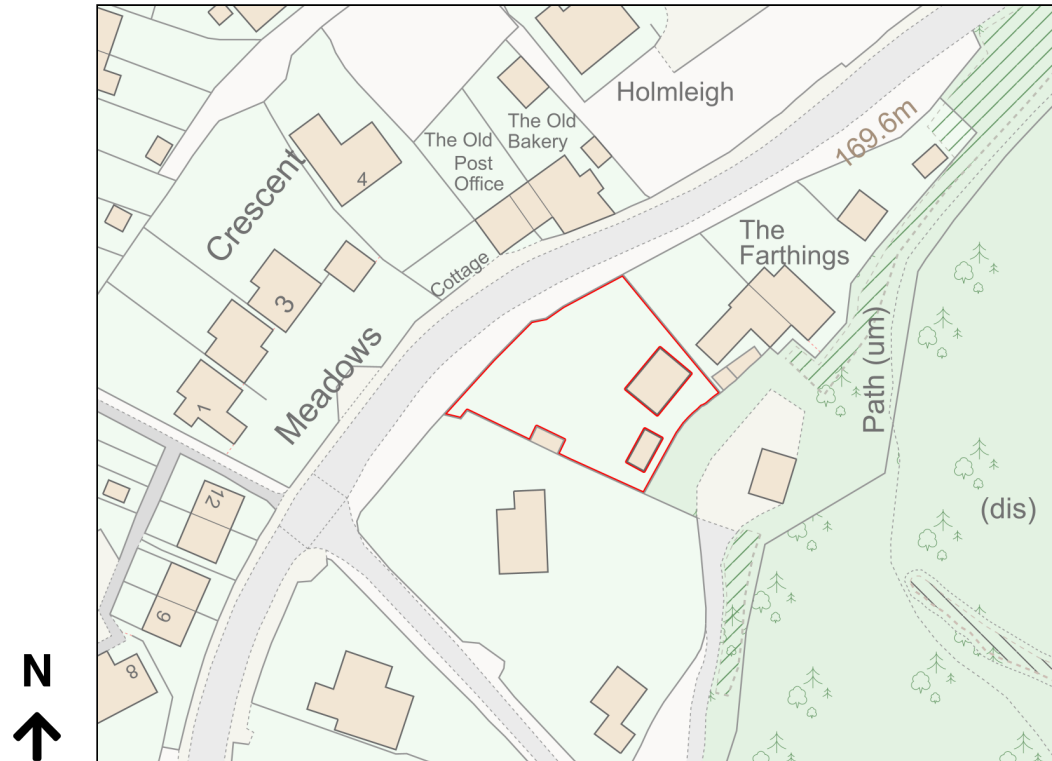 Holmleigh
The Old
Bakery
The Old
Post
Office
169.6m
4
Crescent
The
Farthings
Cottage
3
Meadows
Path (um)
1
12
(dis)
9
8
N